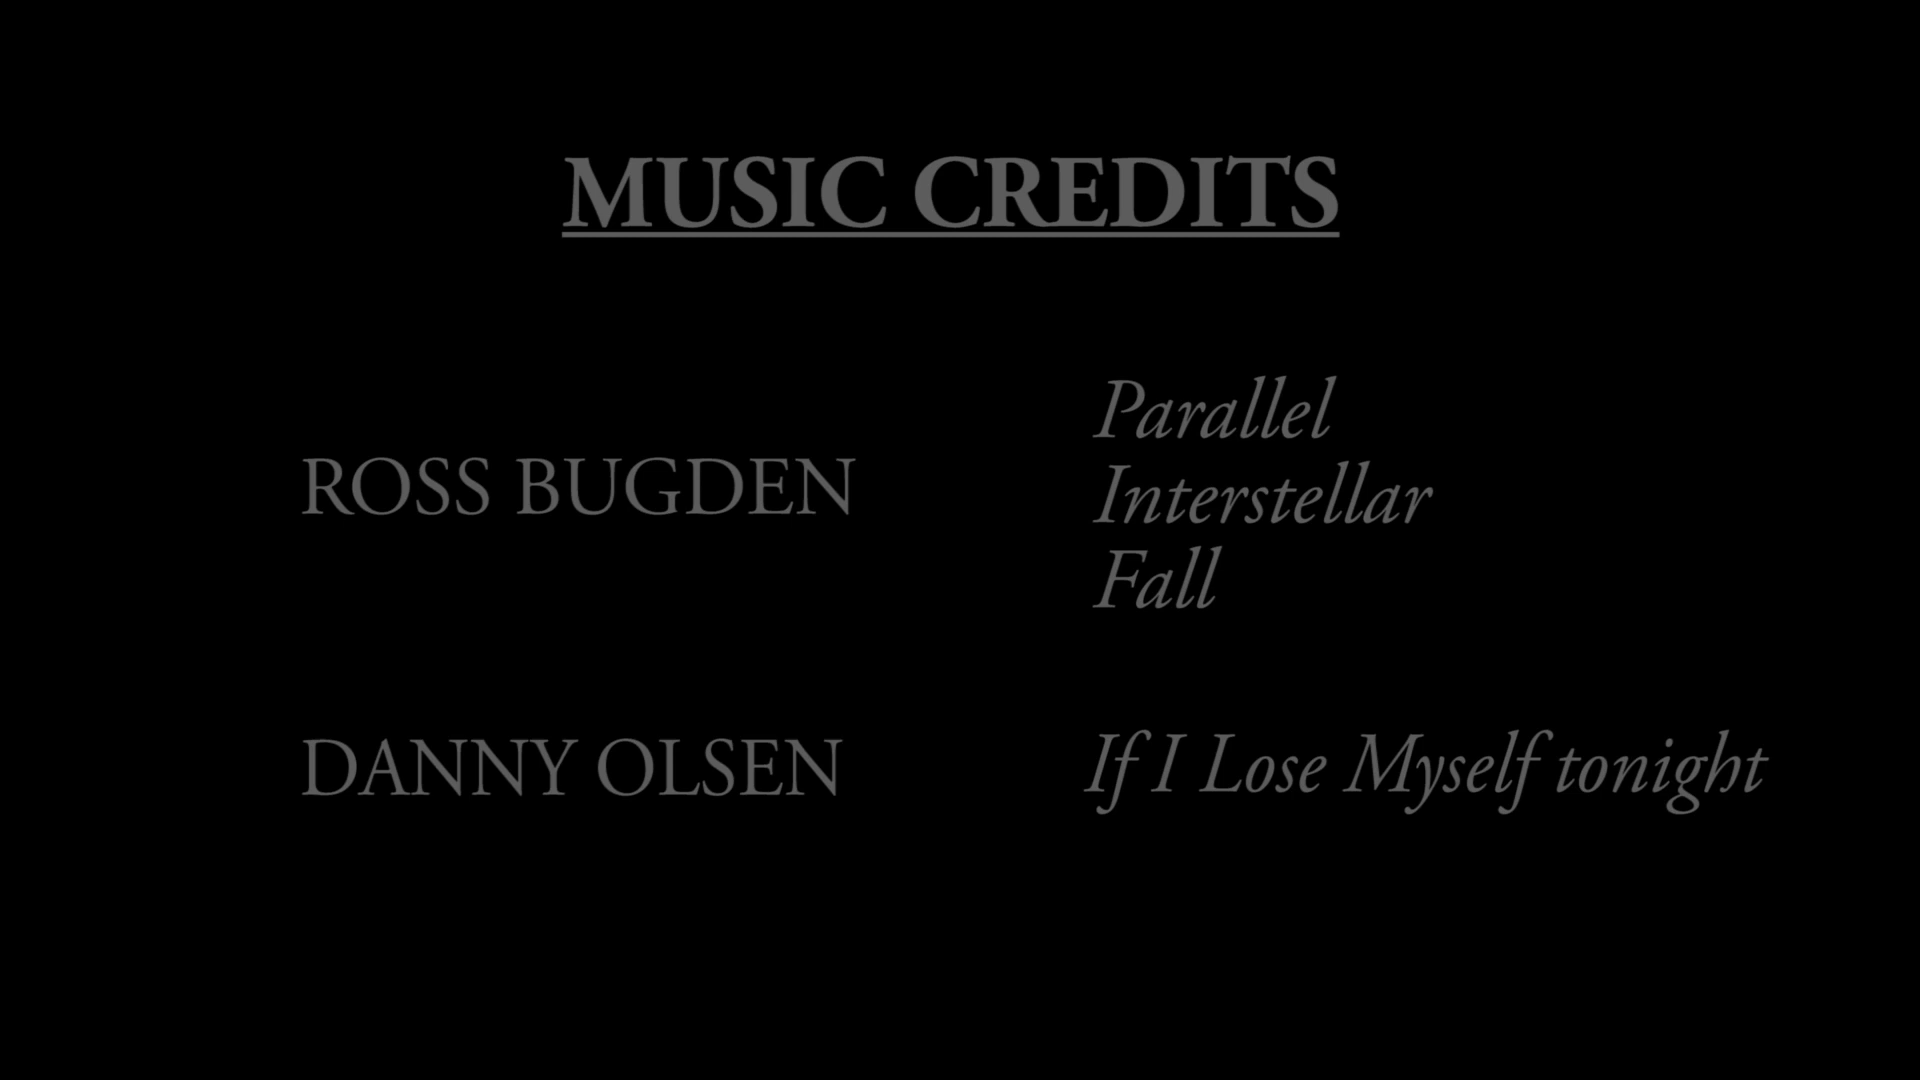 MUSIC CREDITS
ROSS BUGDEN
Parallel
Interstellar
Fall
DANNY OLSEN
If I Lose Myself tonight